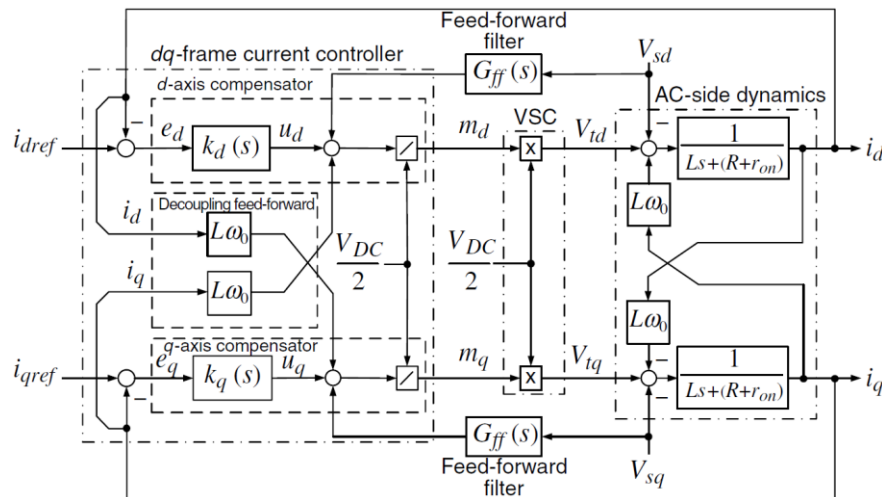 Feed-forward
filter
dq-frame current controller
G_ff(s)
V_sd
d-axis compensator
AC-side dynamics
VSC
i_dref
−
e_d
k_d(s)
u_d
m_d
x
V_td
−
1
Ls+(R+r_on)
i_d
Decoupling feed-forward
i_d
Lω_0
Lω_0
V_DC
2
V_DC
2
i_q
Lω_0
Lω_0
q-axis compensator
i_qref
−
e_q
k_q(s)
u_q
m_q
x
V_tq
−
−
1
Ls+(R+r_on)
i_q
G_ff(s)
V_sq
Feed-forward
filter